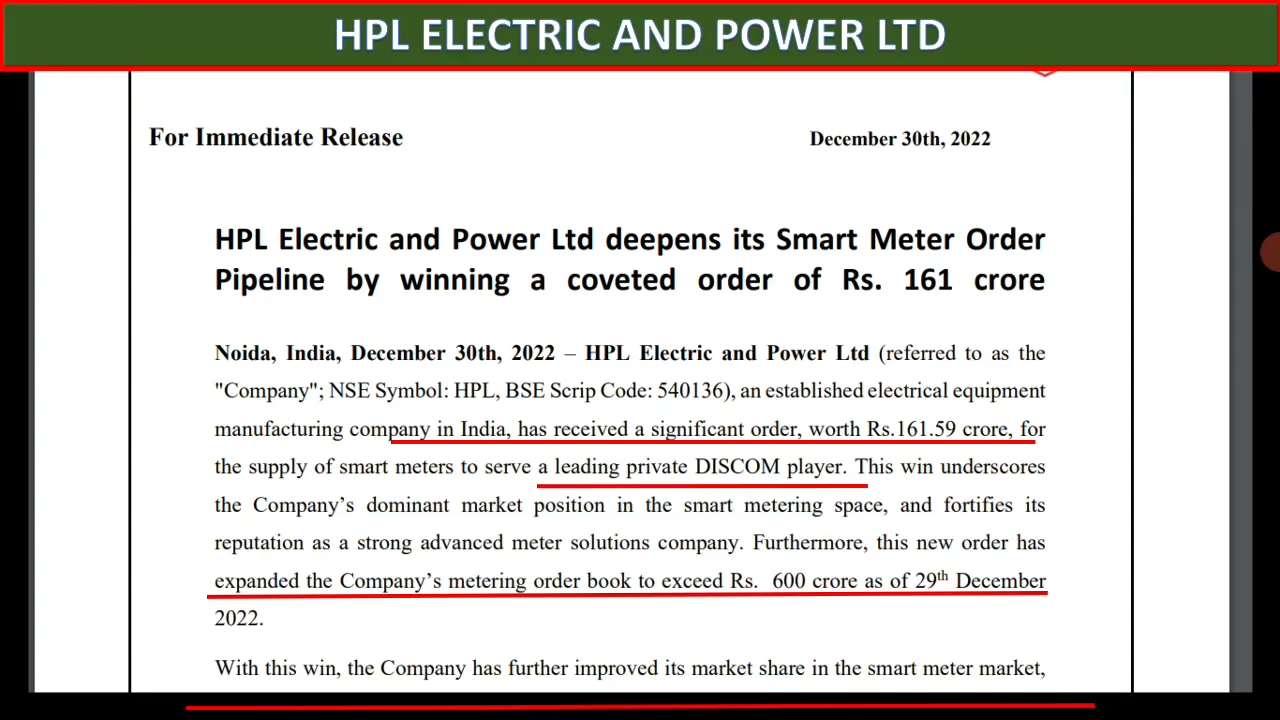 HPL ELECTRIC AND POWER LTD
For Immediate Release
December 30th, 2022
HPL Electric and Power Ltd deepens its Smart Meter Order
Pipeline by winning a coveted order of Rs. 161 crore
Noida, India, December 30th, 2022 – HPL Electric and Power Ltd (referred to as the
"Company"; NSE Symbol: HPL, BSE Scrip Code: 540136), an established electrical equipment
manufacturing company in India, has received a significant order, worth Rs.161.59 crore, for
the supply of smart meters to serve a leading private DISCOM player. This win underscores
the Company’s dominant market position in the smart metering space, and fortifies its
reputation as a strong advanced meter solutions company. Furthermore, this new order has
expanded the Company’s metering order book to exceed Rs. 600 crore as of 29th December
2022.
With this win, the Company has further improved its market share in the smart meter market,